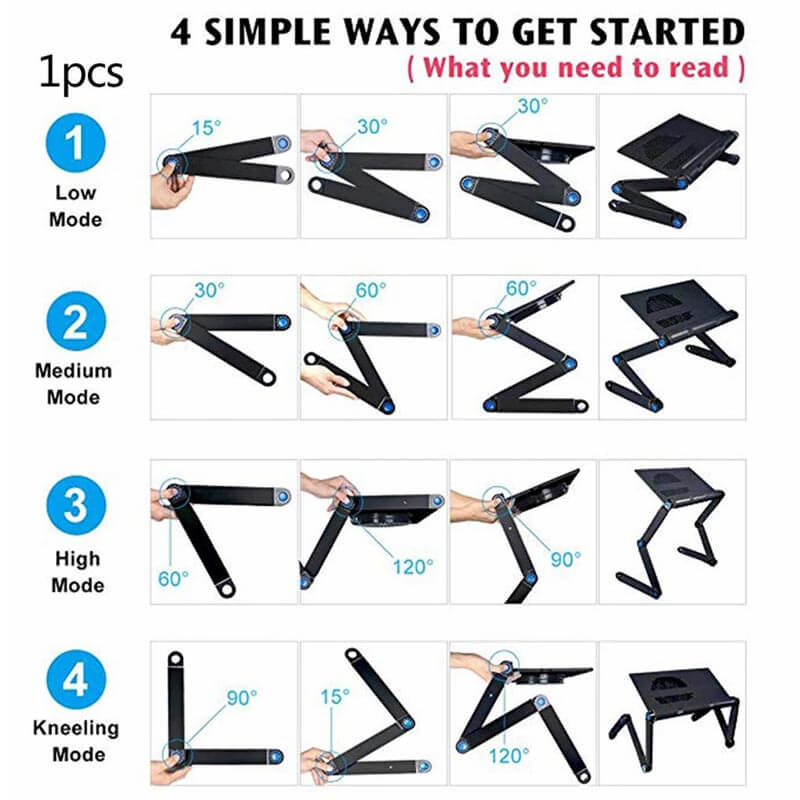 4 SIMPLE WAYS TO GET STARTED
( What you need to read )
1pcs
1
Low
Mode
15°
30°
30°
2
Medium
Mode
30°
60°
60°
3
High
Mode
60°
120°
90°
4
Kneeling
Mode
90°
15°
120°